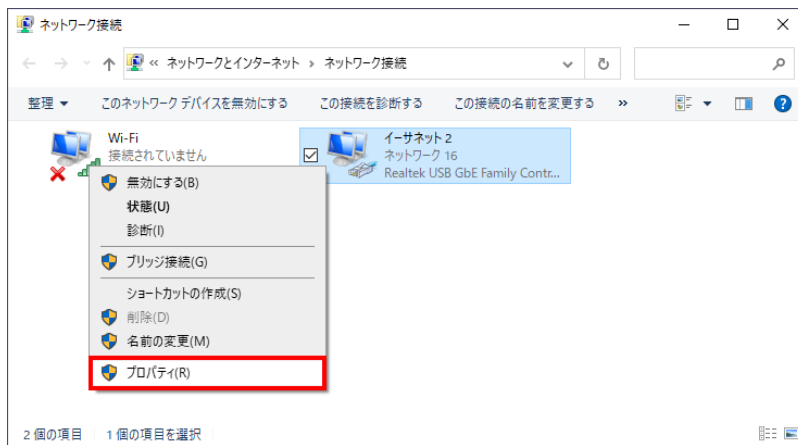 ネットワーク接続
« ネットワークとインターネット › ネットワーク接続
整理 このネットワーク デバイスを無効にする この接続を診断する この接続の名前を変更する »
Wi-Fi
接続されていません
イーサネット 2
ネットワーク 16
Realtek USB GbE Family Contr...
無効にする(B)
状態(U)
診断(I)
ブリッジ接続(G)
ショートカットの作成(S)
削除(D)
名前の変更(M)
プロパティ(R)
2 個の項目 1 個の項目を選択